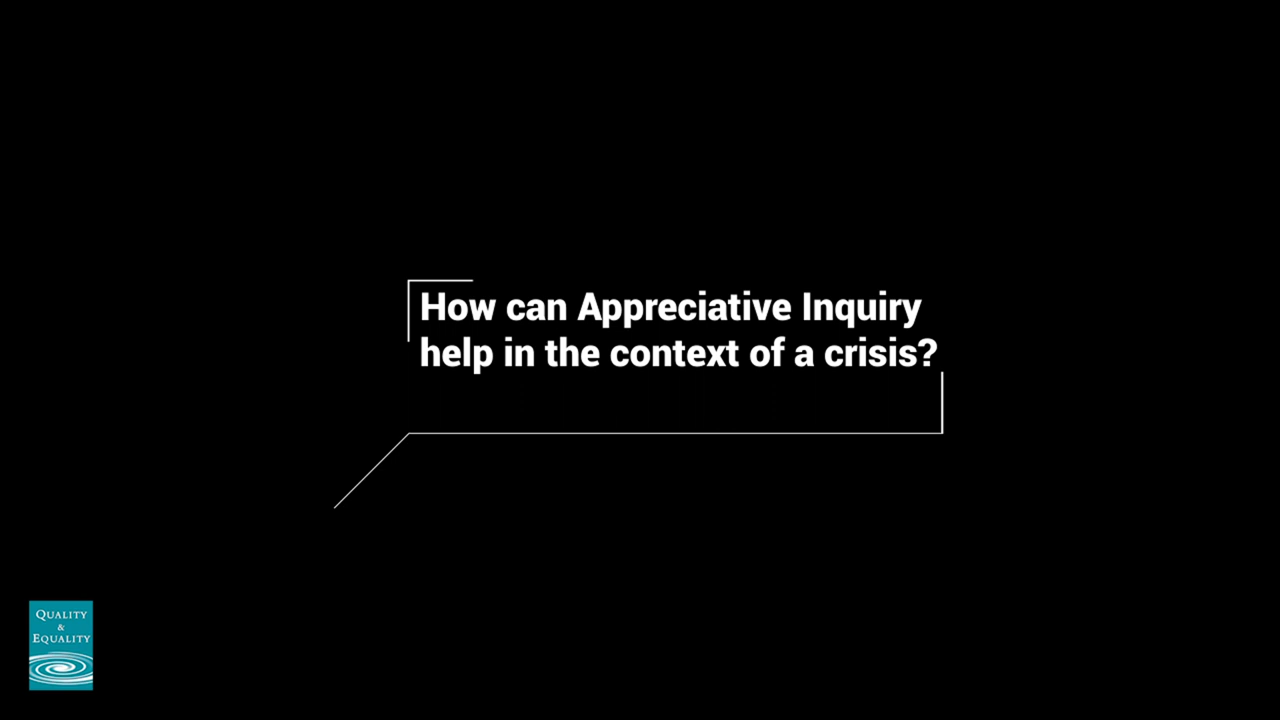 How can Appreciative Inquiry
help in the context of a crisis?
QUALITY
&
EQUALITY